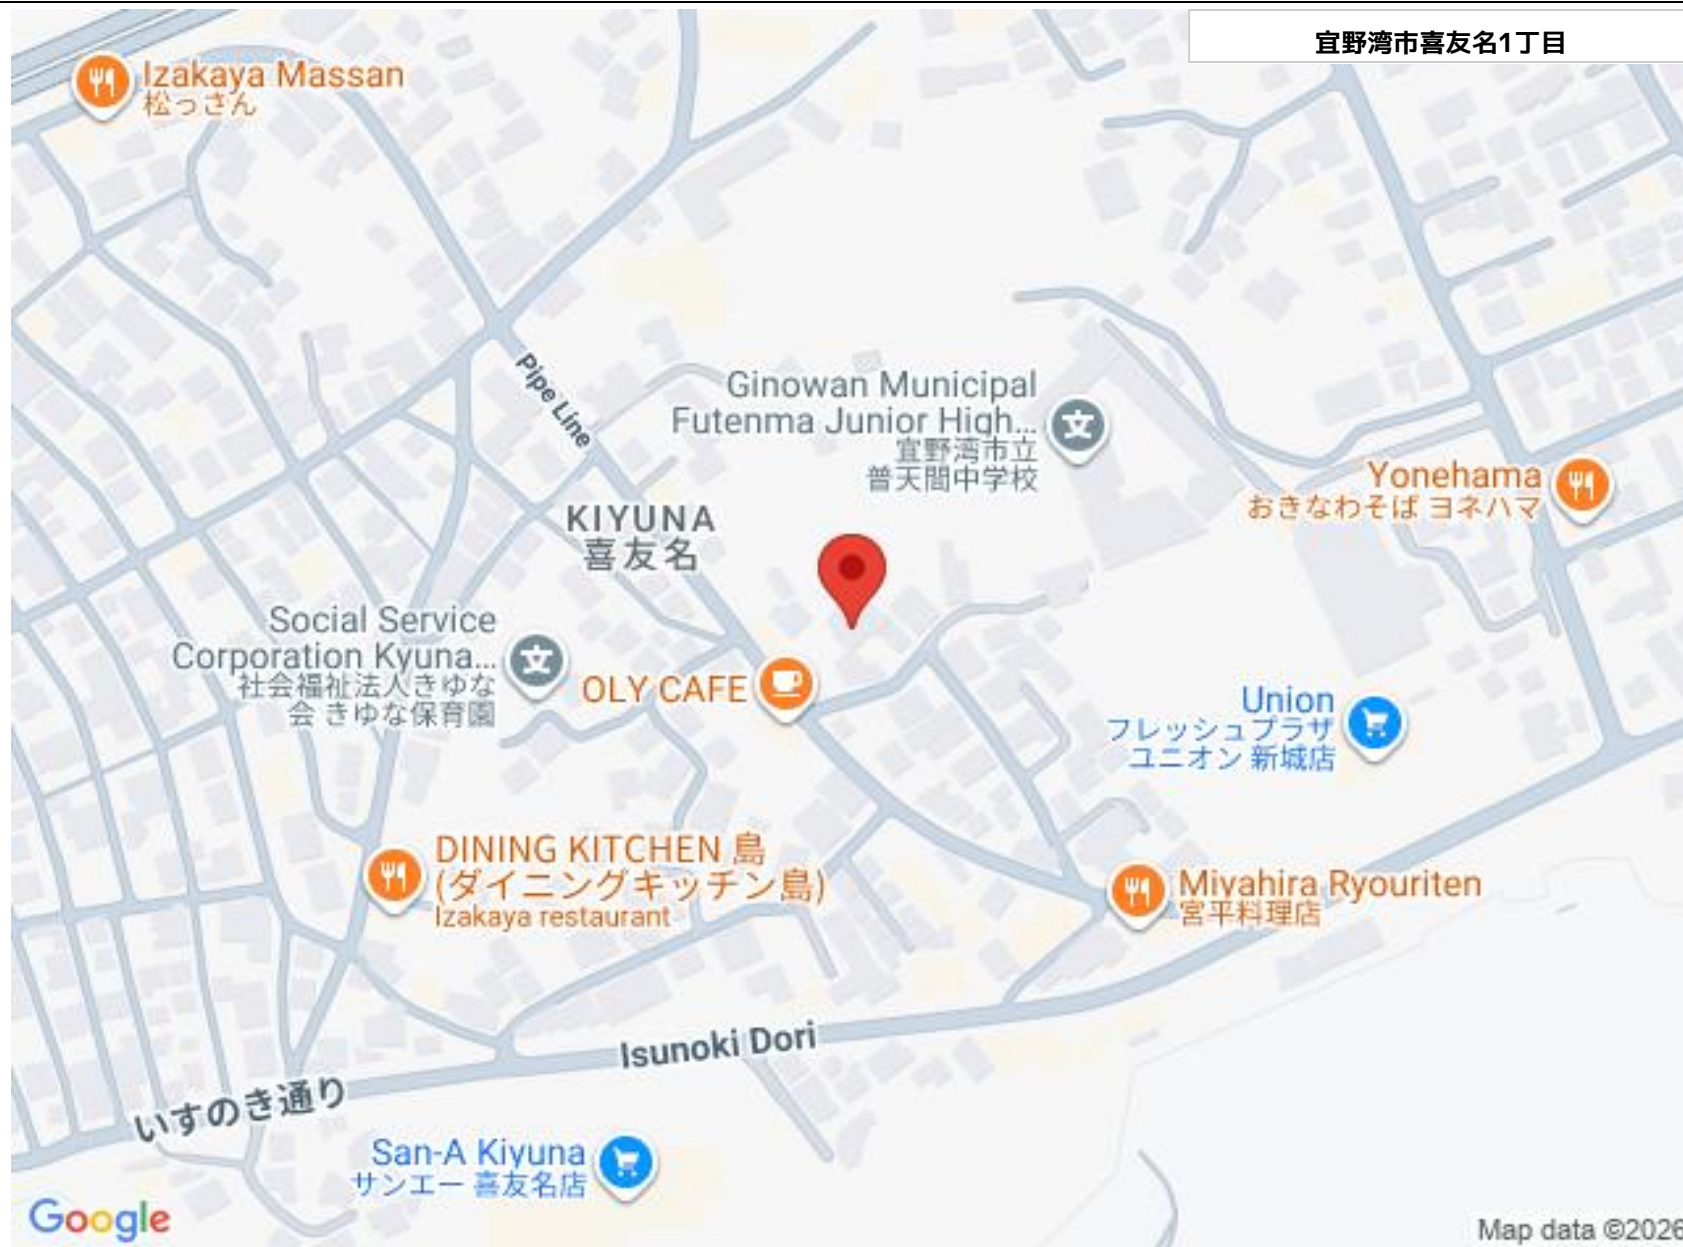 宜野湾市喜友名1丁目
Izakaya Massan
松っさん
Pipe Line
Ginowan Municipal
Futenma Junior High...
宜野湾市立
普天間中学校
Yonehama
おきなわそば ヨネハマ
KIYUNA
喜友名
Social Service
Corporation Kyuna...
社会福祉法人きゆな
会 きゆな保育園
OLY CAFE
Union
フレッシュプラザ
ユニオン 新城店
DINING KITCHEN 島
(ダイニングキッチン島)
Izakaya restaurant
Miyahira Ryouriten
宮平料理店
Isunoki Dori
いすのき通り
San-A Kiyuna
サンエー 喜友名店
Google
Map data ©2026